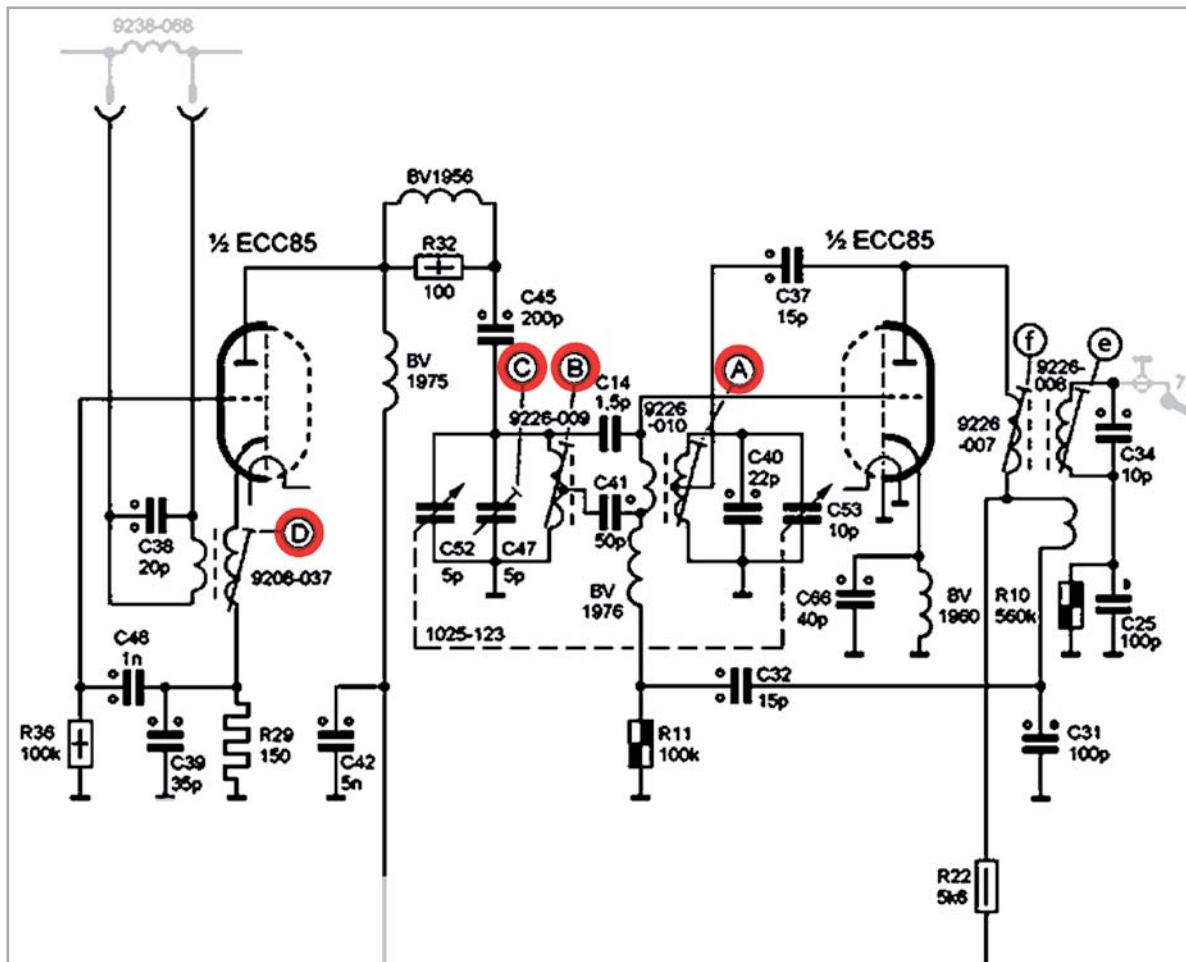 9238-068
BV1956
½ ECC85
R32
100
C45
200p
BV
1975
C
B
C14
1.5p
9226-009
C41
50p
9226
-010
A
C37
15p
½ ECC85
f
e
9226-
006
9226
-007
C34
10p
7
C40
22p
C53
10p
C38
20p
D
9206-037
C52
5p
C47
5p
BV
1976
1025-123
C66
40p
BV
1960
R10
560k
C25
100p
C48
1n
R36
100k
C39
35p
R29
150
C42
5n
R11
100k
C32
15p
C31
100p
R22
5k6